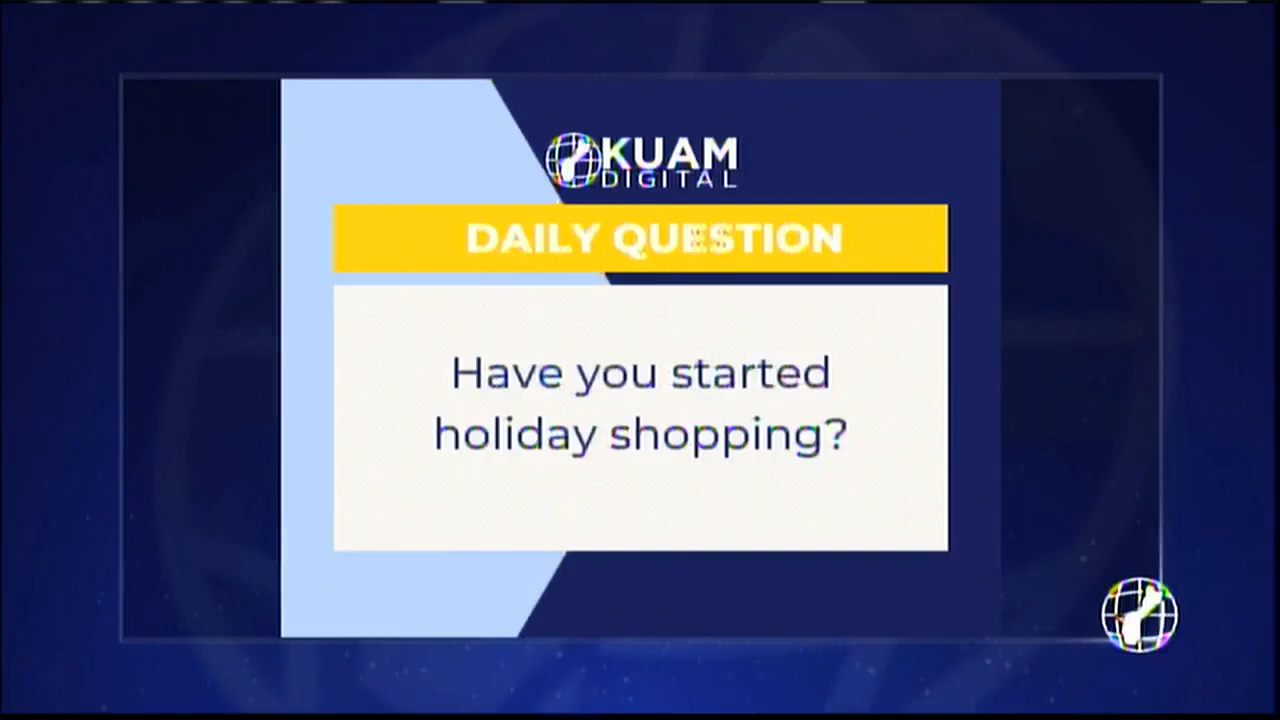 KUAM
DIGITAL
DAILY QUESTION
Have you started
holiday shopping?